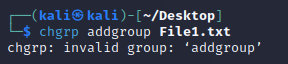 ┌──(kali㉿kali)-[~/Desktop]
└─$ chgrp addgroup File1.txt
chgrp: invalid group: ‘addgroup’